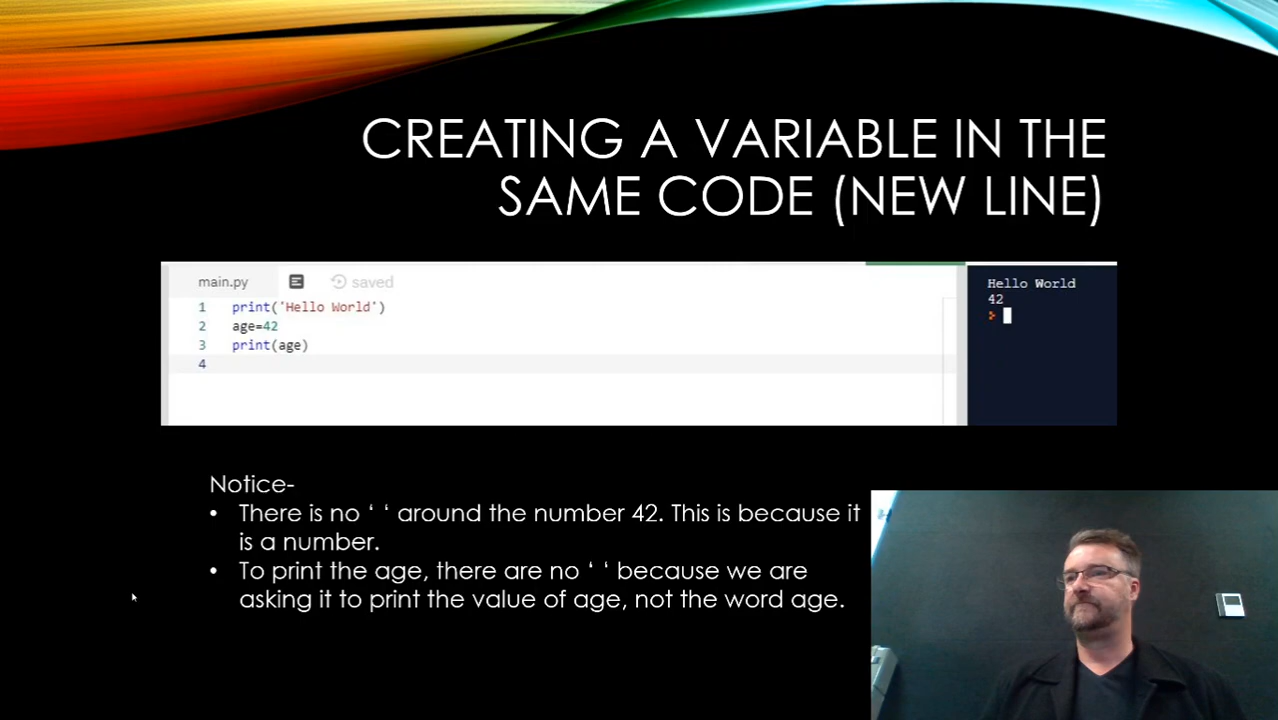 CREATING A VARIABLE IN THE
SAME CODE (NEW LINE)
main.py
saved
1 print('Hello World')
2 age=42
3 print(age)
4
Hello World
42
Notice-
• There is no ‘ ‘ around the number 42. This is because it
is a number.
• To print the age, there are no ‘ ‘ because we are
asking it to print the value of age, not the word age.